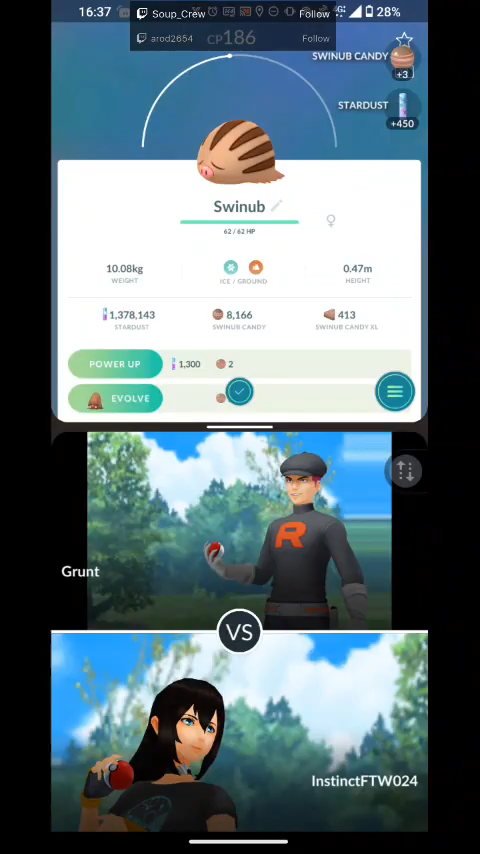 16:37
Soup_Crew
Follow
28%
arod2654
Follow
CP186
SWINUB CANDY
+3
STARDUST
+450
Swinub
62 / 62 HP
10.08kg
WEIGHT
ICE / GROUND
0.47m
HEIGHT
1,378,143
STARDUST
8,166
SWINUB CANDY
413
SWINUB CANDY XL
POWER UP
1,300
2
EVOLVE
R
Grunt
VS
InstinctFTW024